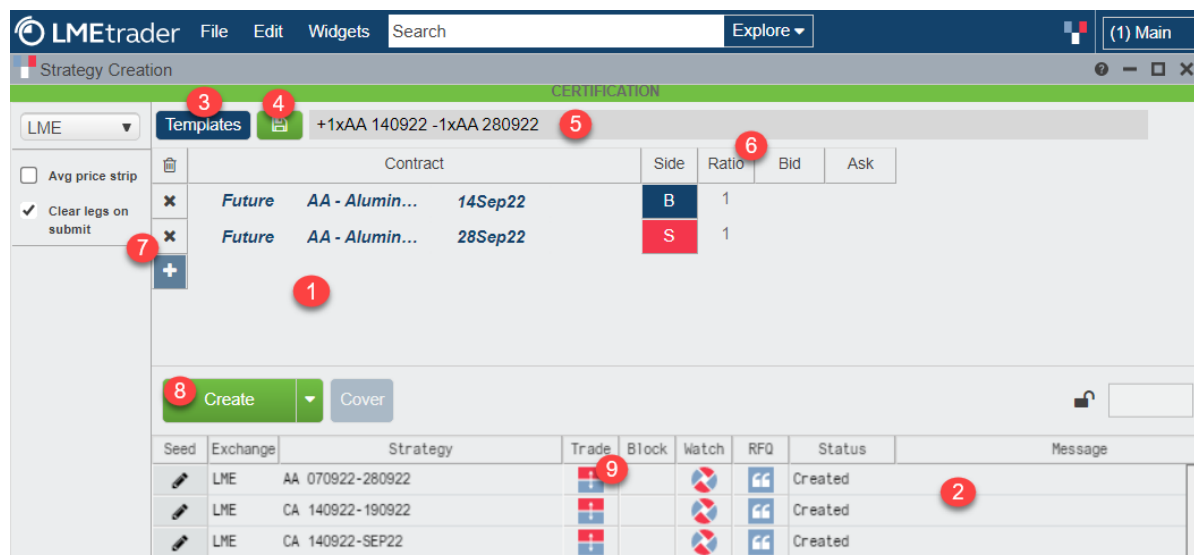 LMEtrader File Edit Widgets Search Explore (1) Main
Strategy Creation
CERTIFICATION
3 4
LME Templates +1xAA 140922 -1xAA 280922 5
6
Contract Side Ratio Bid Ask
Avg price strip
Future AA - Alumin... 14Sep22 B 1
Clear legs on
submit
Future AA - Alumin... 28Sep22 S 1
7
1
8 Create Cover
Seed Exchange Strategy Trade Block Watch RFQ Status Message
9
LME AA 070922-280922 Created
2
LME CA 140922-190922 Created
LME CA 140922-SEP22 Created